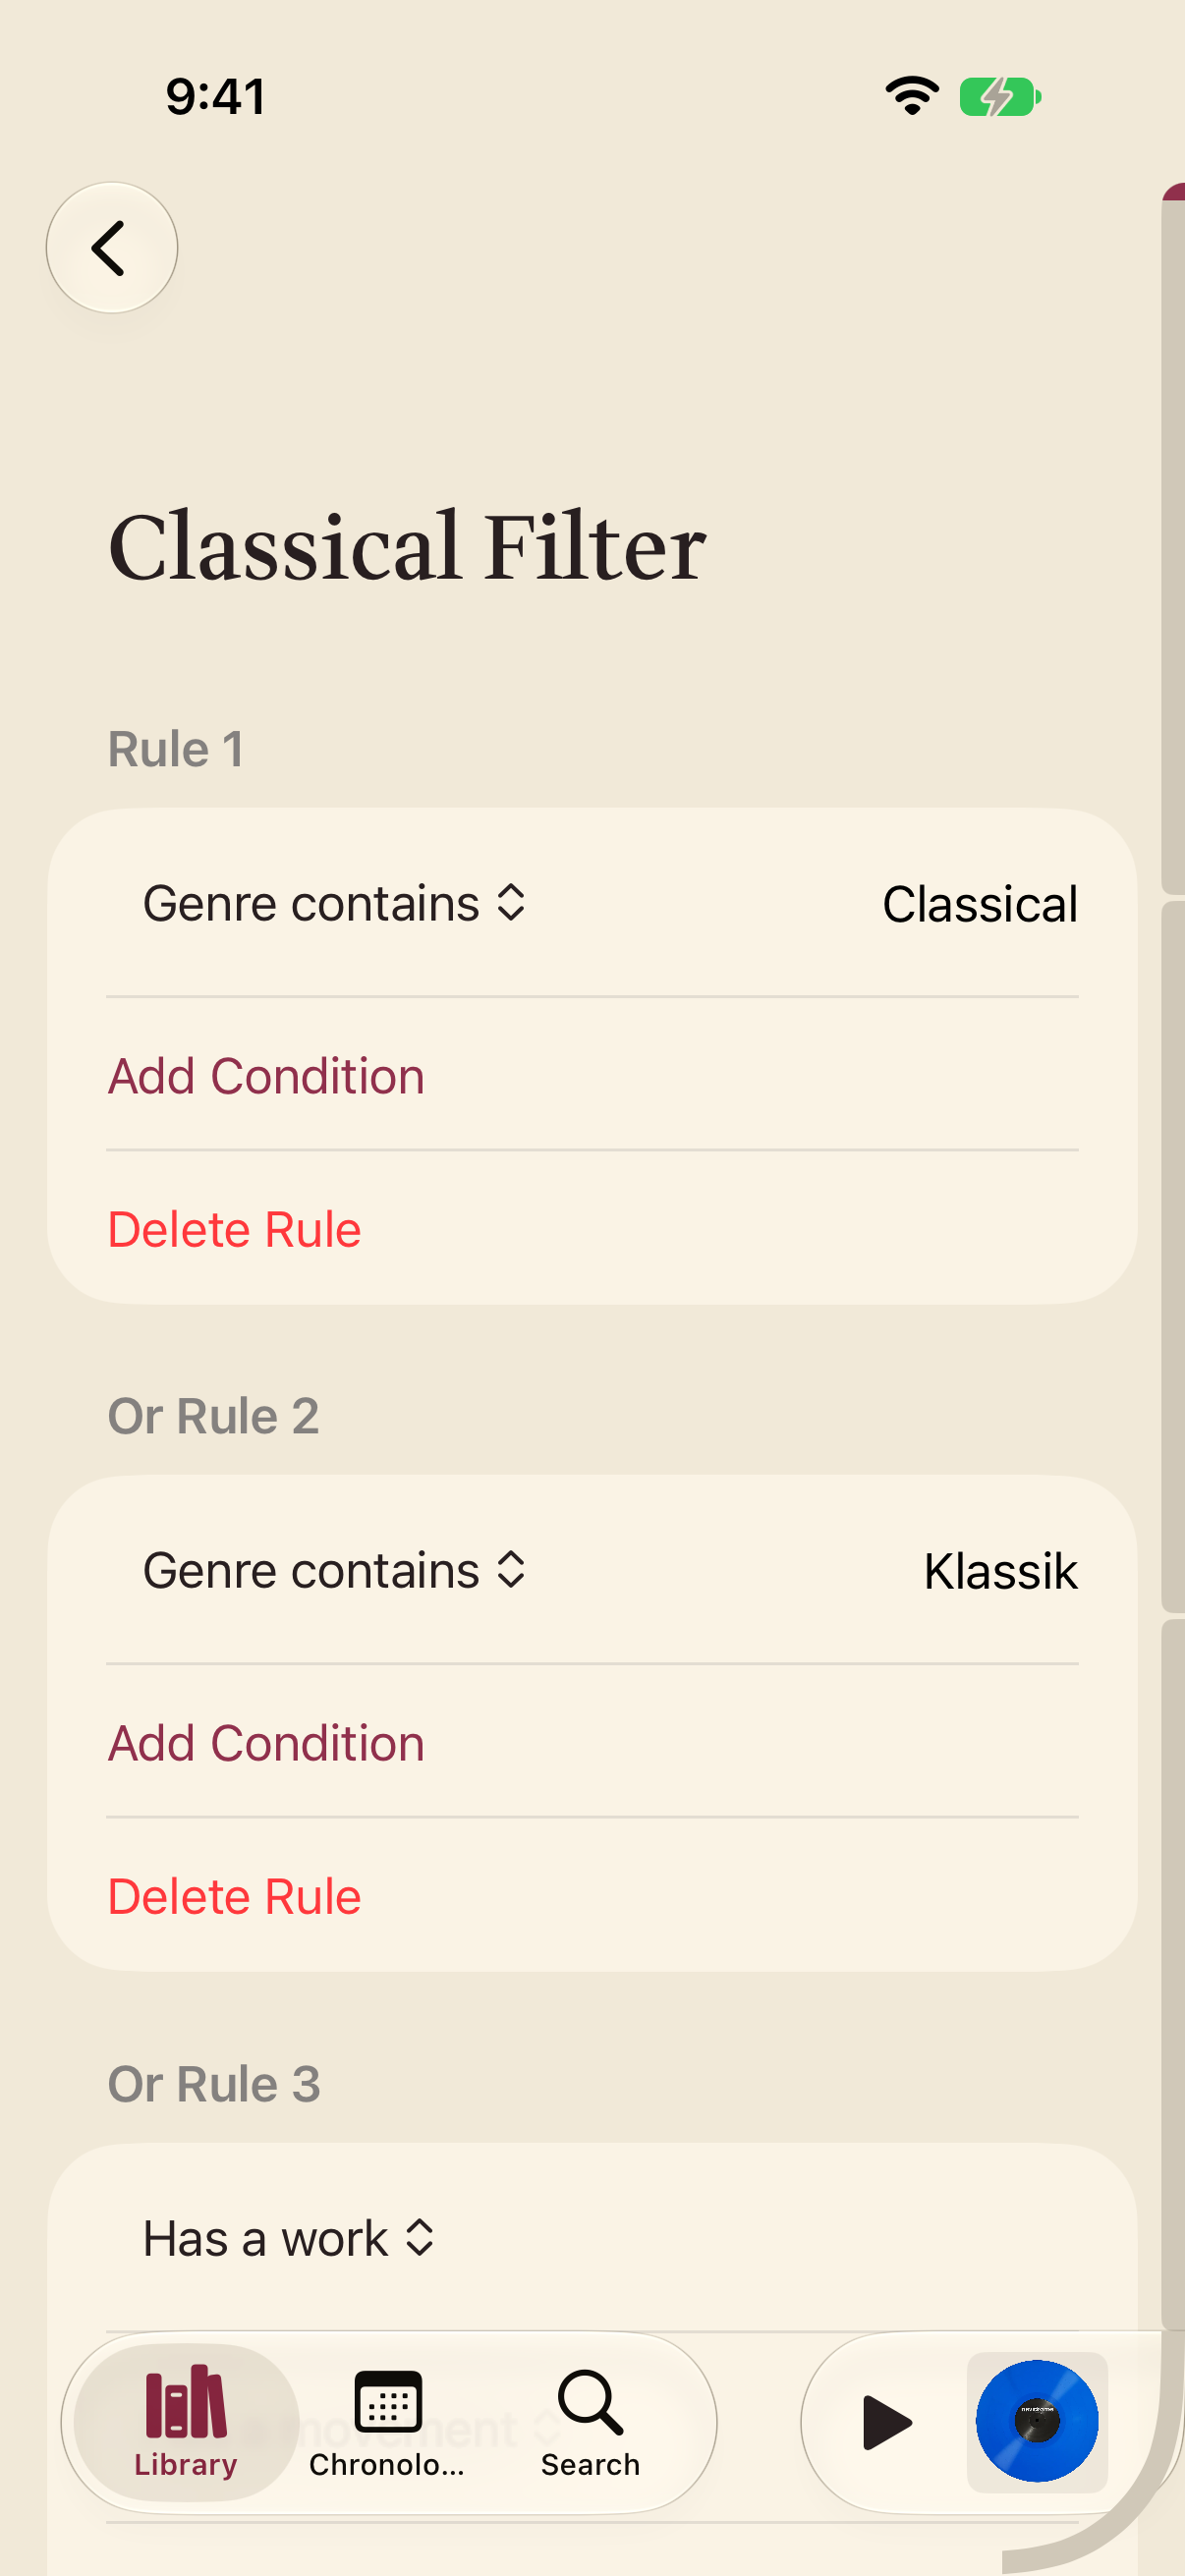 9:41
Classical Filter
Rule 1
Genre contains
Classical
Add Condition
Delete Rule
Or Rule 2
Genre contains
Klassik
Add Condition
Delete Rule
Or Rule 3
Has a work
movement
Library
Chronolo...
Search